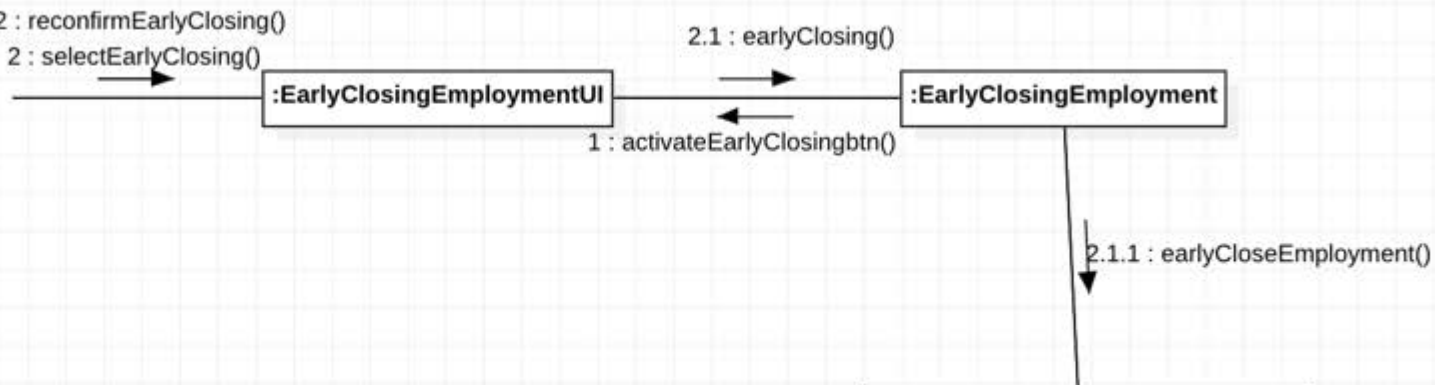 2 : reconfirmEarlyClosing()
2 : selectEarlyClosing()
2.1 : earlyClosing()
:EarlyClosingEmploymentUI
:EarlyClosingEmployment
1 : activateEarlyClosingbtn()
2.1.1 : earlyCloseEmployment()